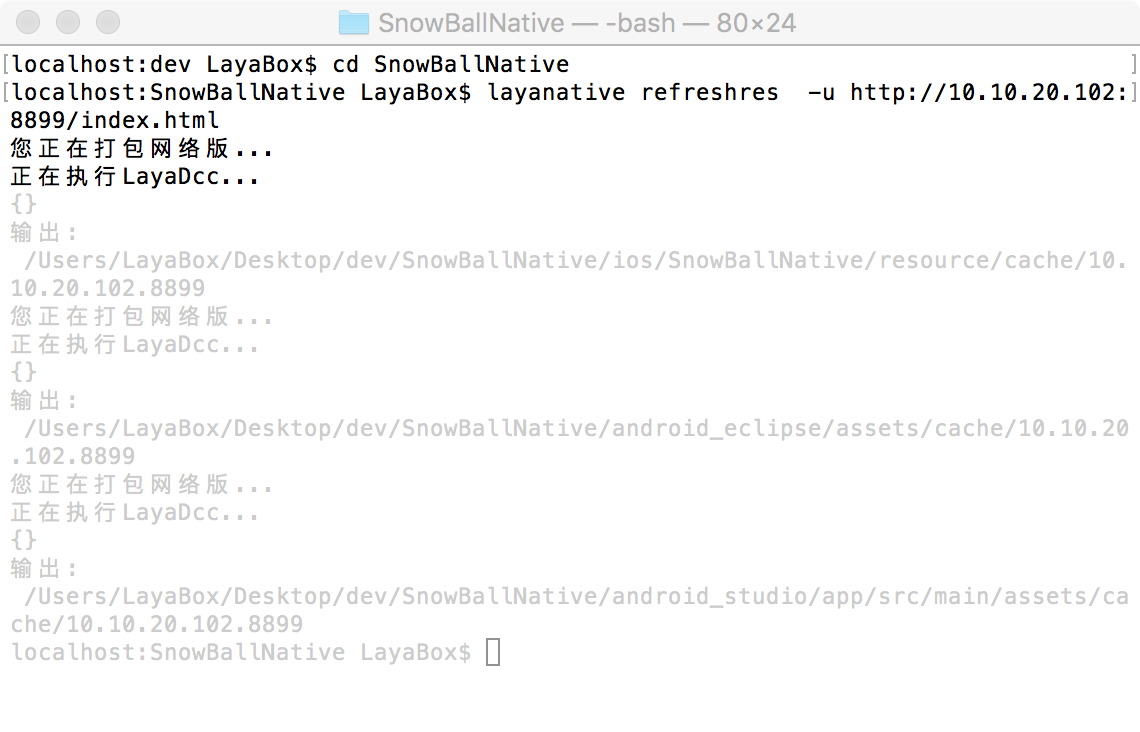 SnowBallNative — -bash — 80×24
[localhost:dev LayaBox$ cd SnowBallNative ]
[localhost:SnowBallNative LayaBox$ layanative refreshres  -u http://10.10.20.102:]
8899/index.html
您正在打包网络版...
正在执行LayaDcc...
{}
输出:
 /Users/LayaBox/Desktop/dev/SnowBallNative/ios/SnowBallNative/resource/cache/10.
10.20.102.8899
您正在打包网络版...
正在执行LayaDcc...
{}
输出:
 /Users/LayaBox/Desktop/dev/SnowBallNative/android_eclipse/assets/cache/10.10.20
.102.8899
您正在打包网络版...
正在执行LayaDcc...
{}
输出:
 /Users/LayaBox/Desktop/dev/SnowBallNative/android_studio/app/src/main/assets/ca
che/10.10.20.102.8899
localhost:SnowBallNative LayaBox$